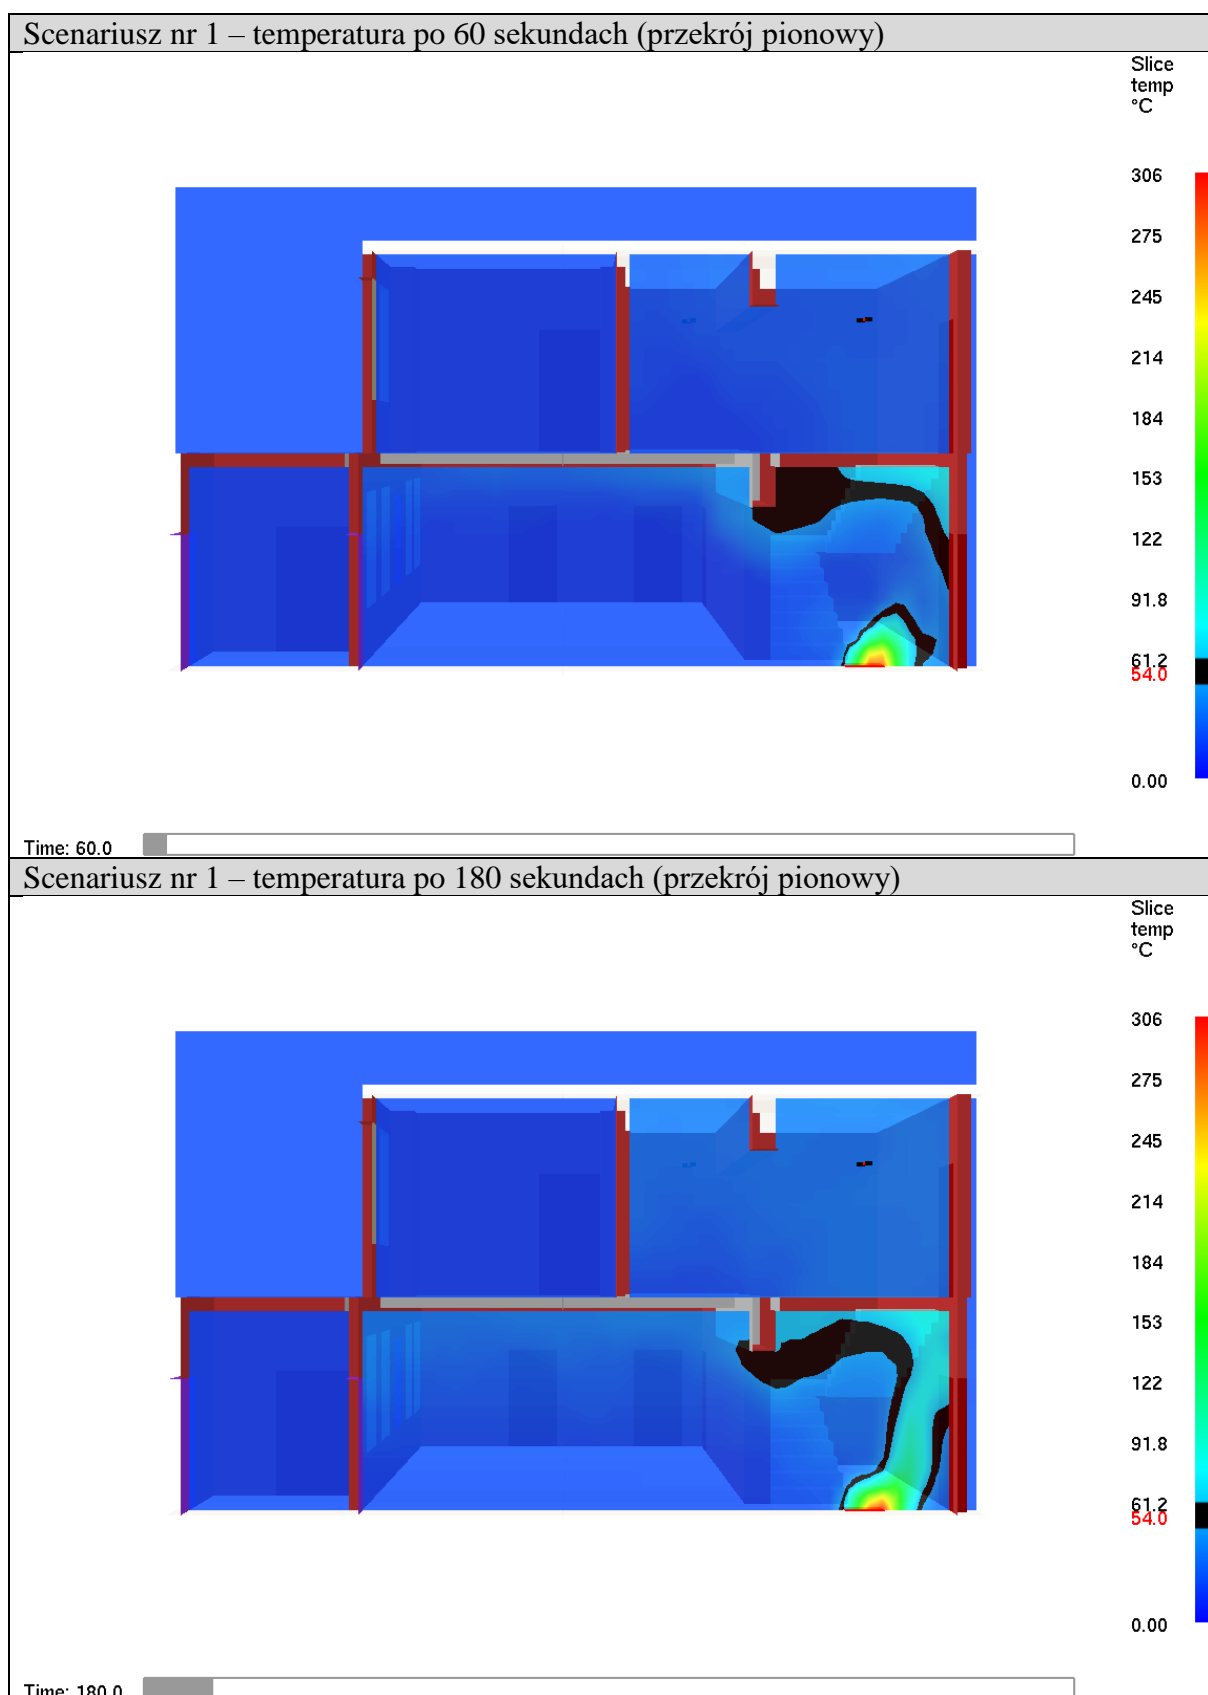 Scenariusz nr 1 – temperatura po 60 sekundach (przekrój pionowy)
Slice
temp
°C
306
275
245
214
184
153
122
91.8
61.2
54.0
0.00
Time: 60.0
Scenariusz nr 1 – temperatura po 180 sekundach (przekrój pionowy)
Slice
temp
°C
306
275
245
214
184
153
122
91.8
61.2
54.0
0.00
Time: 180.0